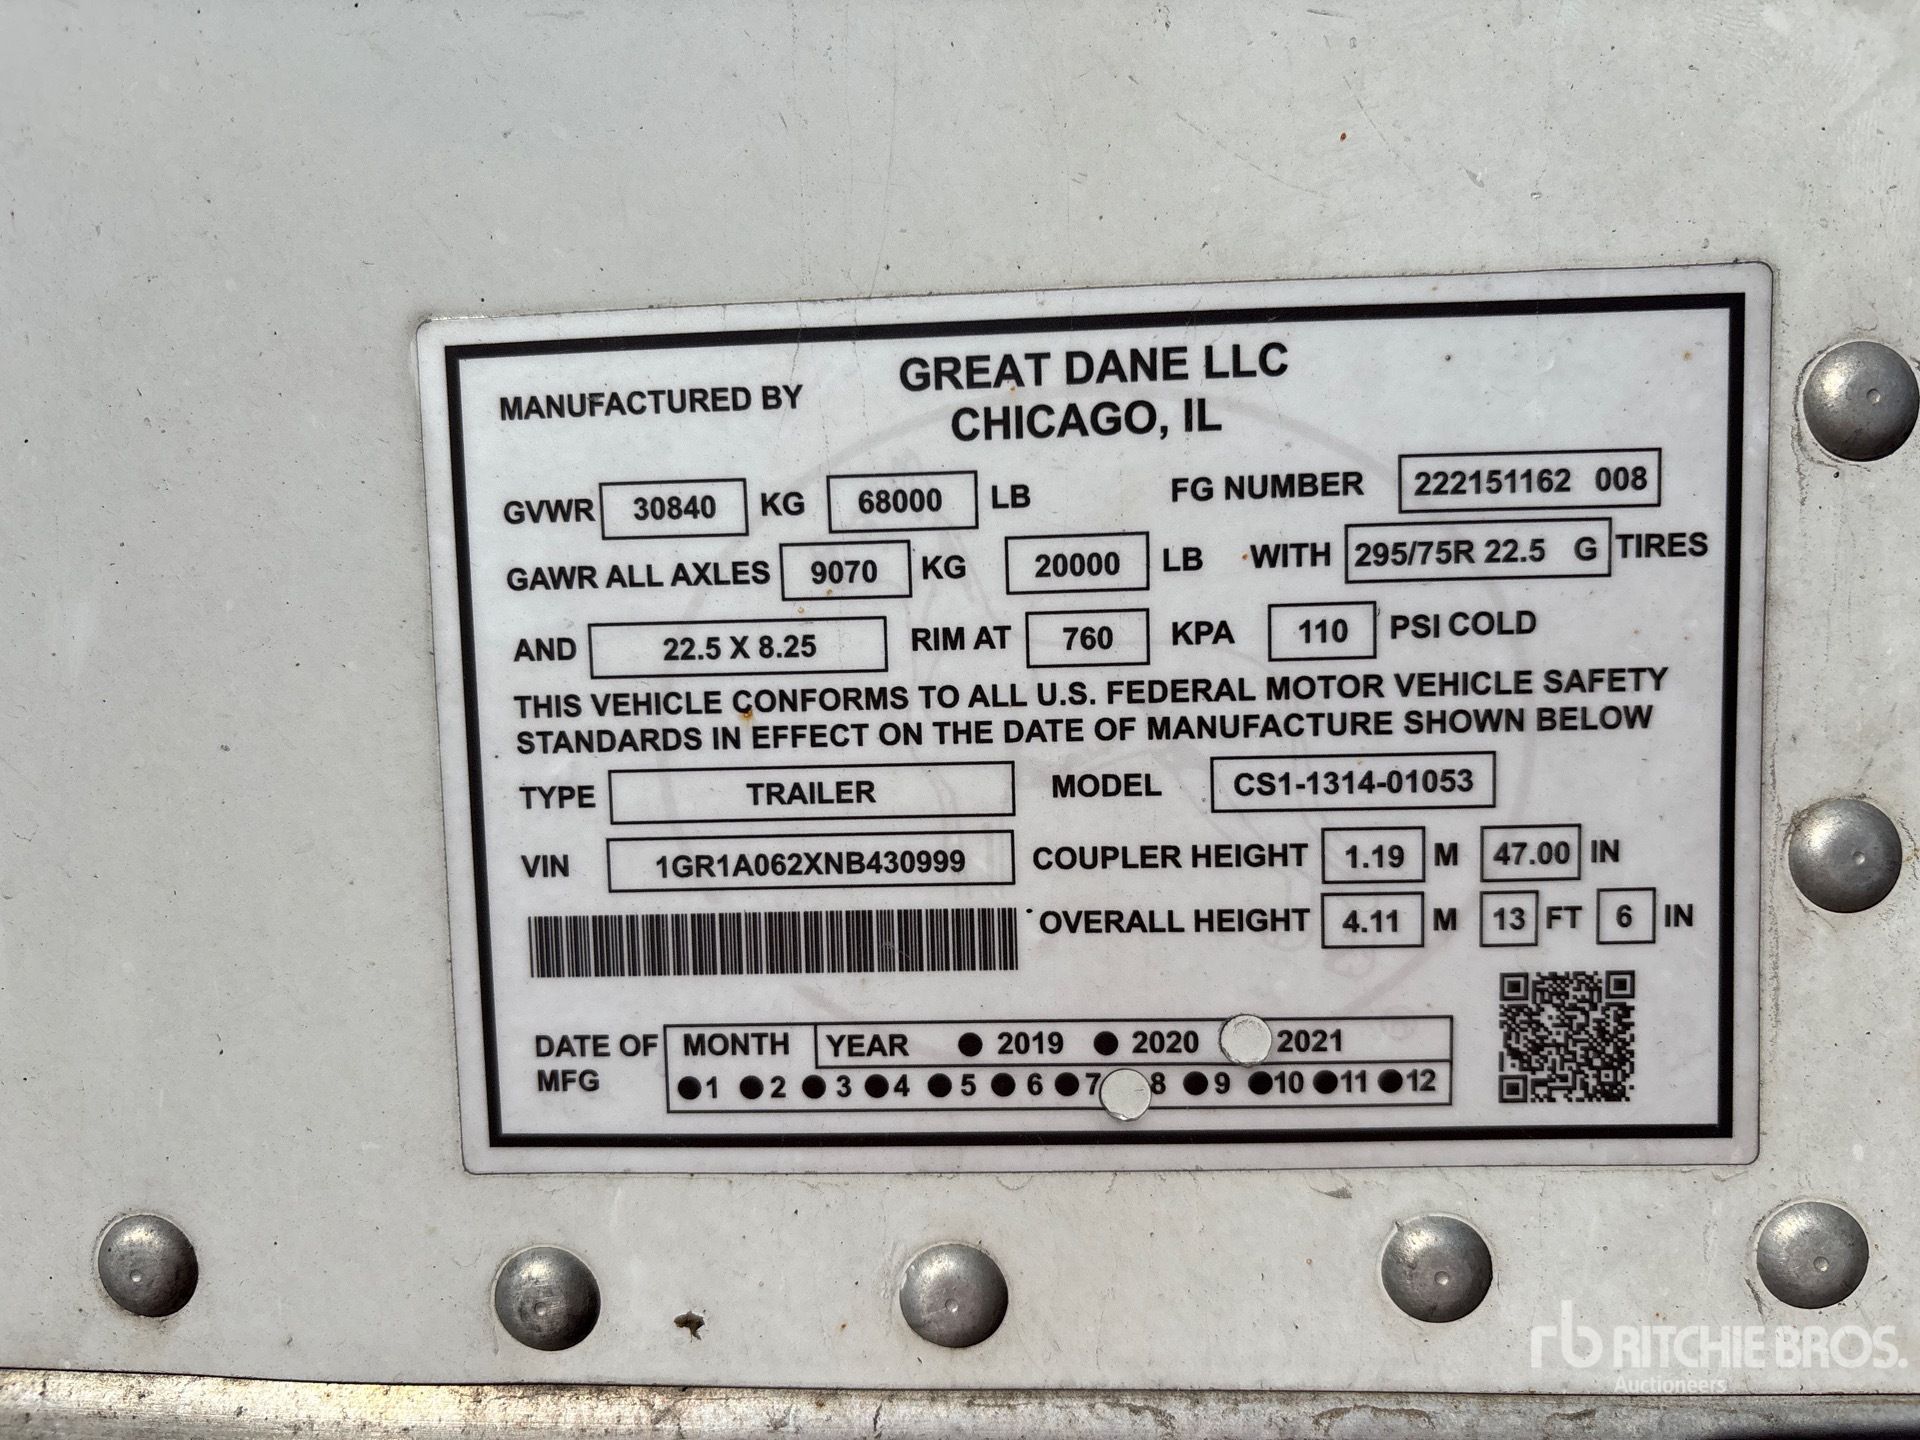 MANUFACTURED BY GREAT DANE LLC
CHICAGO, IL
GVWR 30840 KG 68000 LB FG NUMBER 222151162 008
GAWR ALL AXLES 9070 KG 20000 LB WITH 295/75R 22.5 G TIRES
AND 22.5 X 8.25 RIM AT 760 KPA 110 PSI COLD
THIS VEHICLE CONFORMS TO ALL U.S. FEDERAL MOTOR VEHICLE SAFETY
STANDARDS IN EFFECT ON THE DATE OF MANUFACTURE SHOWN BELOW
TYPE TRAILER MODEL CS1-1314-01053
VIN 1GR1A062XNB430999 COUPLER HEIGHT 1.19 M 47.00 IN
OVERALL HEIGHT 4.11 M 13 FT 6 IN
DATE OF MONTH YEAR 2019 2020 2021
MFG 1 2 3 4 5 6 7 8 9 10 11 12
rb RITCHIE BROS.
Auctioneers